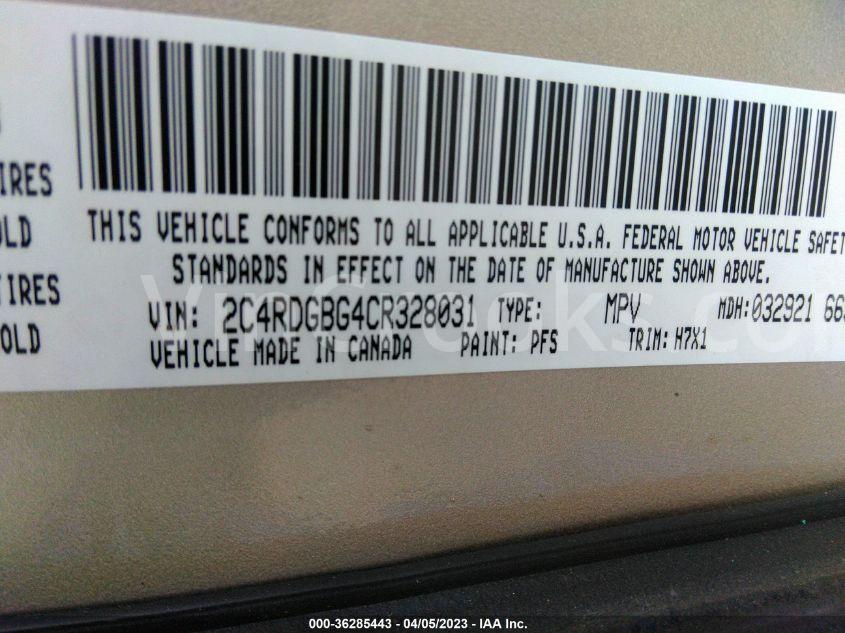 IRES
OLD
TIRES
OLD
THIS VEHICLE CONFORMS TO ALL APPLICABLE U.S.A. FEDERAL MOTOR VEHICLE SAFET
STANDARDS IN EFFECT ON THE DATE OF MANUFACTURE SHOWN ABOVE.
VIN: 2C4RDGBG4CR328031 TYPE: MPV MDH:032921 66
VEHICLE MADE IN CANADA PAINT: PFS TRIM: H7X1
000-36285443 - 04/05/2023 - IAA Inc.